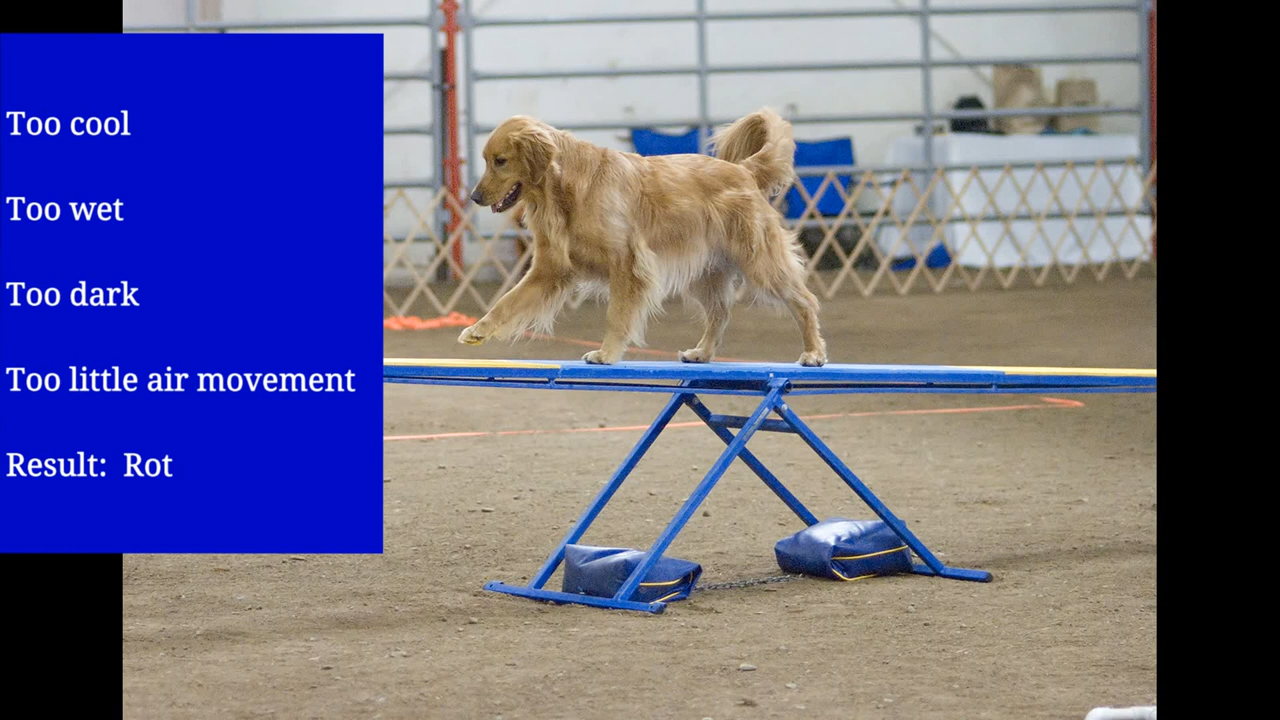 Too cool
Too wet
Too dark
Too little air movement
Result:  Rot